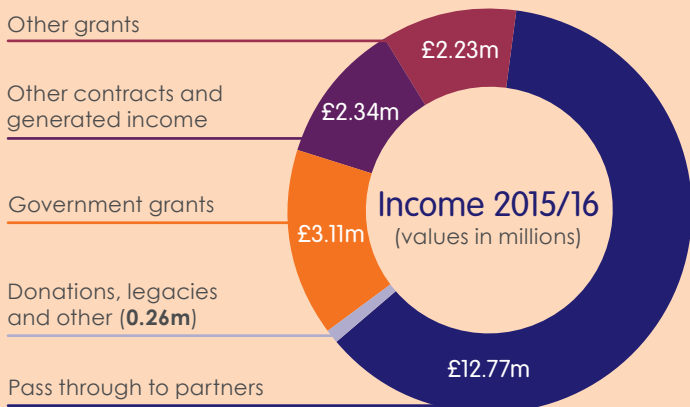 Other grants
£2.23m
Other contracts and
generated income
£2.34m
Government grants
£3.11m
Income 2015/16
(values in millions)
Donations, legacies
and other (0.26m)
£12.77m
Pass through to partners